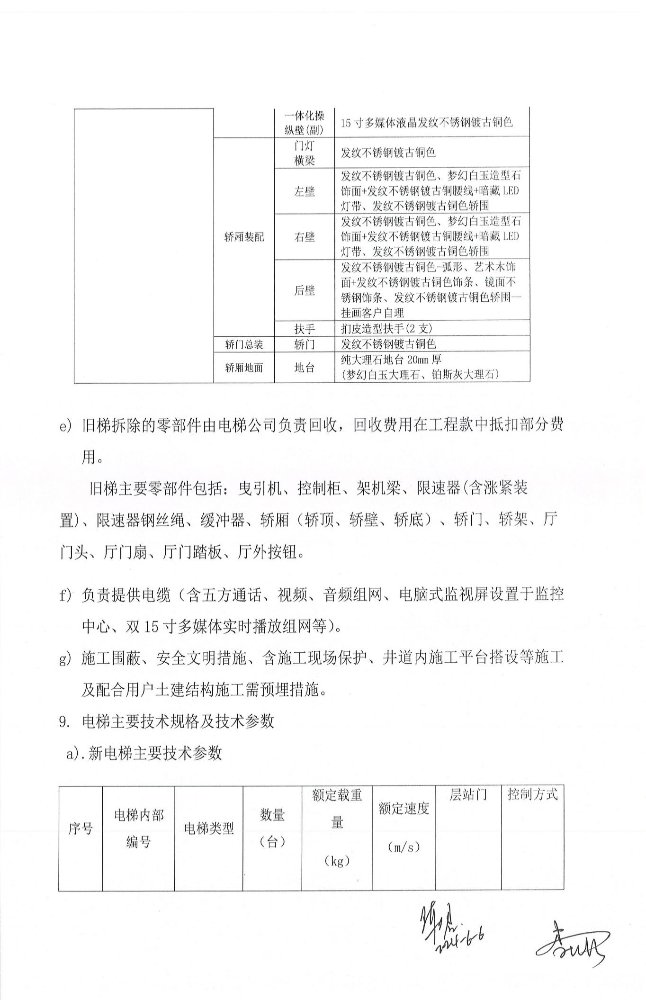 一体化操
纵壁(副)
15寸多媒体液晶发纹不锈钢镀古铜色
轿厢装配
门灯
横梁
发纹不锈钢镀古铜色
左壁
发纹不锈钢镀古铜色、梦幻白玉造型石
饰面+发纹不锈钢镀古铜腰线+暗藏LED
灯带、发纹不锈钢镀古铜色轿围
右壁
发纹不锈钢镀古铜色、梦幻白玉造型石
饰面+发纹不锈钢镀古铜腰线+暗藏LED
灯带、发纹不锈钢镀古铜色轿围
后壁
发纹不锈钢镀古铜色-弧形、艺术木饰
面+发纹不锈钢镀古铜色饰条、镜面不
锈钢饰条、发纹不锈钢镀古铜色轿围—
挂画客户自理
扶手
扪皮造型扶手(2支)
轿门总装
轿门
发纹不锈钢镀古铜色
轿厢地面
地台
纯大理石地台20mm厚
(梦幻白玉大理石、铂斯灰大理石)
e) 旧梯拆除的零部件由电梯公司负责回收，回收费用在工程款中抵扣部分费
用。
旧梯主要零部件包括：曳引机、控制柜、架机梁、限速器(含涨紧装
置)、限速器钢丝绳、缓冲器、轿厢（轿顶、轿壁、轿底）、轿门、轿架、厅
门头、厅门扇、厅门踏板、厅外按钮。
f) 负责提供电缆（含五方通话、视频、音频组网、电脑式监视屏设置于监控
中心、双15寸多媒体实时播放组网等)。
g) 施工围蔽、安全文明措施、含施工现场保护、井道内施工平台搭设等施工
及配合用户土建结构施工需预埋措施。
9. 电梯主要技术规格及技术参数
a).新电梯主要技术参数
序号
电梯内部
编号
电梯类型
数量
（台）
额定载重
量
（kg）
额定速度
（m/s）
层站门
控制方式
2024-6-6